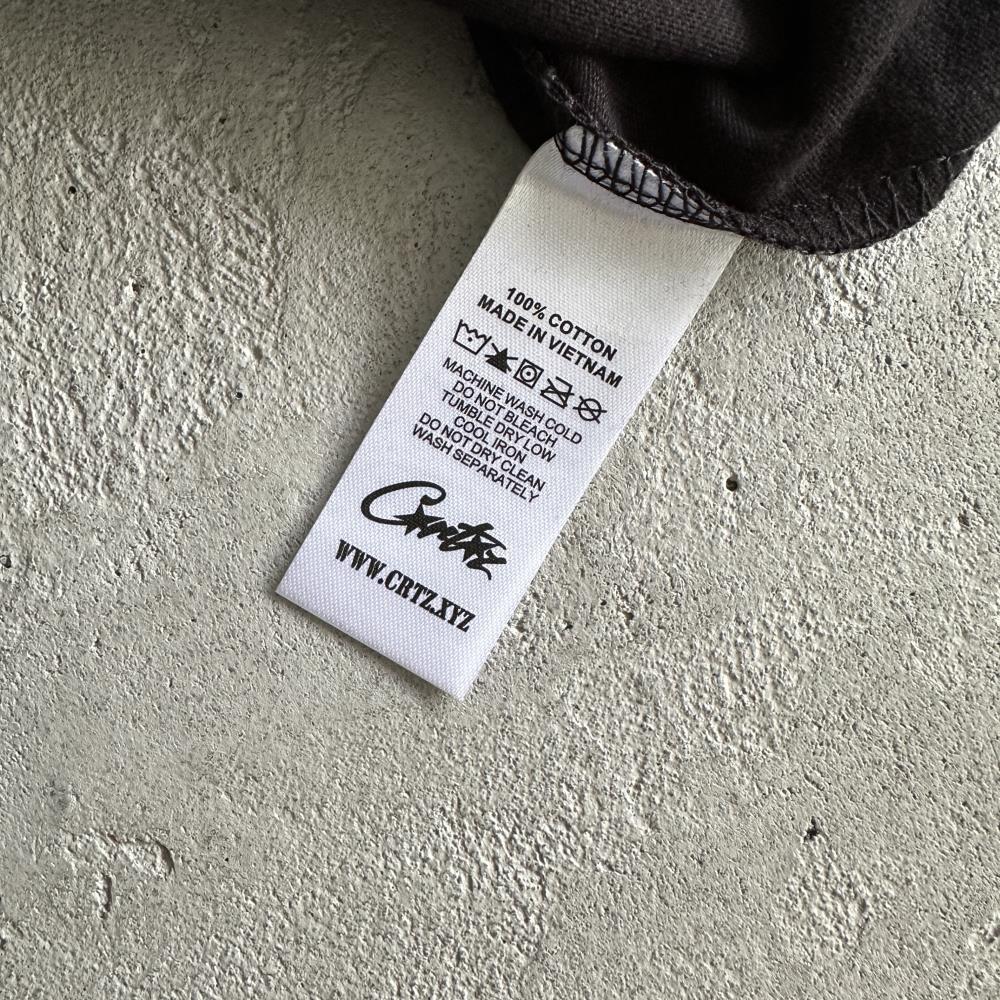 100% COTTON
MADE IN VIETNAM
MACHINE WASH COLD
DO NOT BLEACH
TUMBLE DRY LOW
COOL IRON
DO NOT DRY CLEAN
WASH SEPARATELY
Crtz
WWW.CRTZ.XYZ